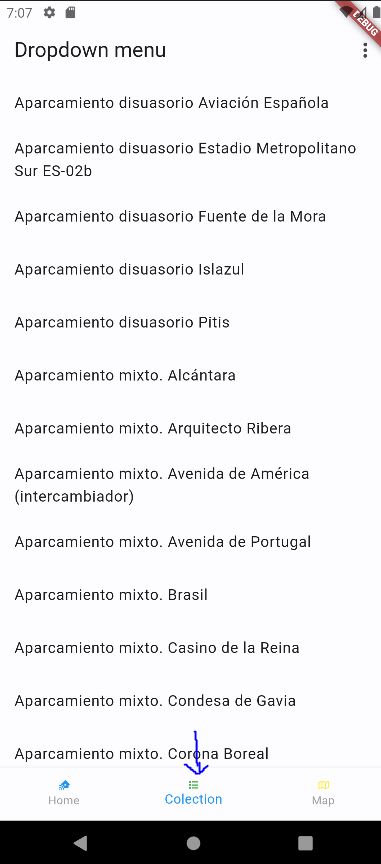 7:07
DEBUG
Dropdown menu
Aparcamiento disuasorio Aviación Española
Aparcamiento disuasorio Estadio Metropolitano
Sur ES-02b
Aparcamiento disuasorio Fuente de la Mora
Aparcamiento disuasorio Islazul
Aparcamiento disuasorio Pitis
Aparcamiento mixto. Alcántara
Aparcamiento mixto. Arquitecto Ribera
Aparcamiento mixto. Avenida de América
(intercambiador)
Aparcamiento mixto. Avenida de Portugal
Aparcamiento mixto. Brasil
Aparcamiento mixto. Casino de la Reina
Aparcamiento mixto. Condesa de Gavia
Aparcamiento mixto. Corona Boreal
Home Colection Map